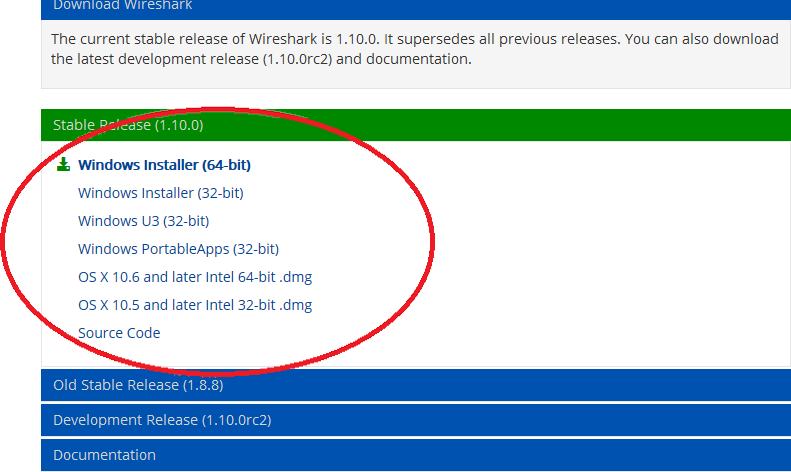 Download Wireshark
The current stable release of Wireshark is 1.10.0. It supersedes all previous releases. You can also download
the latest development release (1.10.0rc2) and documentation.
Stable Release (1.10.0)
Windows Installer (64-bit)
Windows Installer (32-bit)
Windows U3 (32-bit)
Windows PortableApps (32-bit)
OS X 10.6 and later Intel 64-bit .dmg
OS X 10.5 and later Intel 32-bit .dmg
Source Code
Old Stable Release (1.8.8)
Development Release (1.10.0rc2)
Documentation